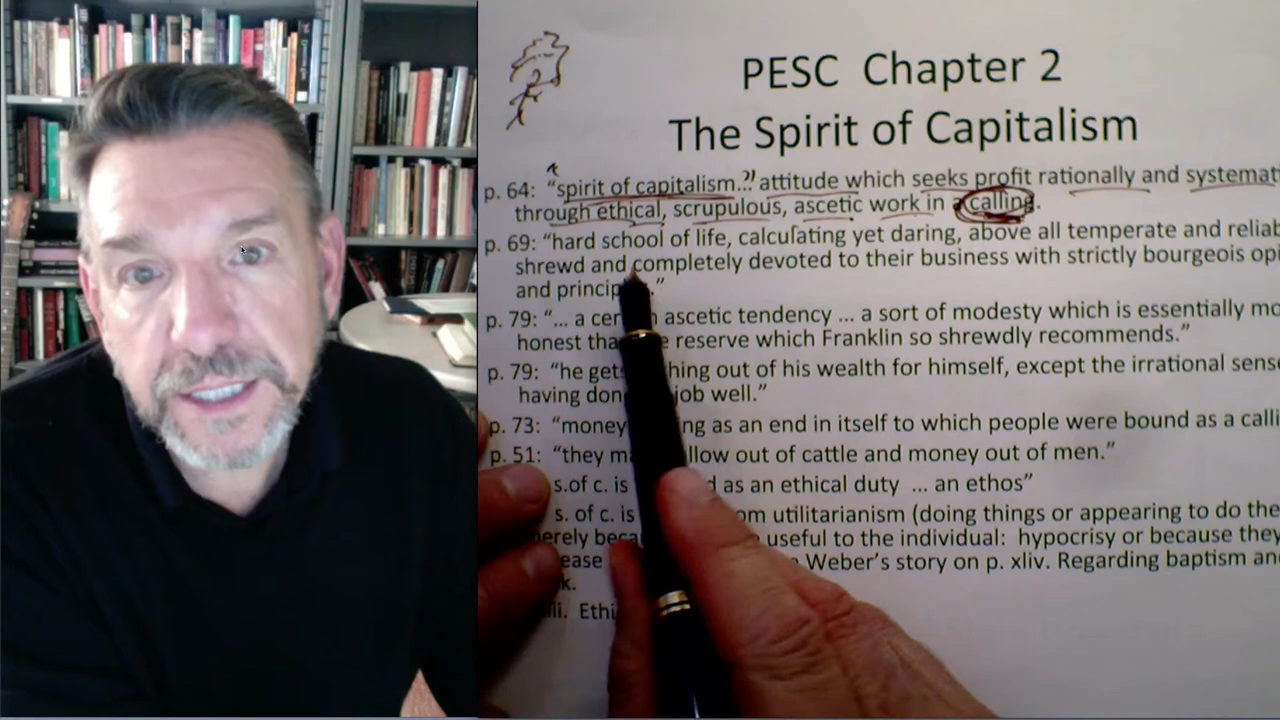 PESC Chapter 2
The Spirit of Capitalism
p. 64: “spirit of capitalism...” attitude which seeks profit rationally and systemat
through ethical, scrupulous, ascetic work in a calling.
p. 69: “hard school of life, calculating yet daring, above all temperate and reliab
shrewd and completely devoted to their business with strictly bourgeois op
and princip .”
p. 79: “... a cer n ascetic tendency ... a sort of modesty which is essentially mo
honest tha e reserve which Franklin so shrewdly recommends.”
p. 79: “he get hing out of his wealth for himself, except the irrational sens
having don job well.”
p. 73: “money ng as an end in itself to which people were bound as a calli
p. 51: “they m llow out of cattle and money out of men.”
s.of c. is d as an ethical duty ... an ethos”
s. of c. is om utilitarianism (doing things or appearing to do the
erely beca useful to the individual: hypocrisy or because they
ease Weber’s story on p. xliv. Regarding baptism an
k.
iii. Ethi